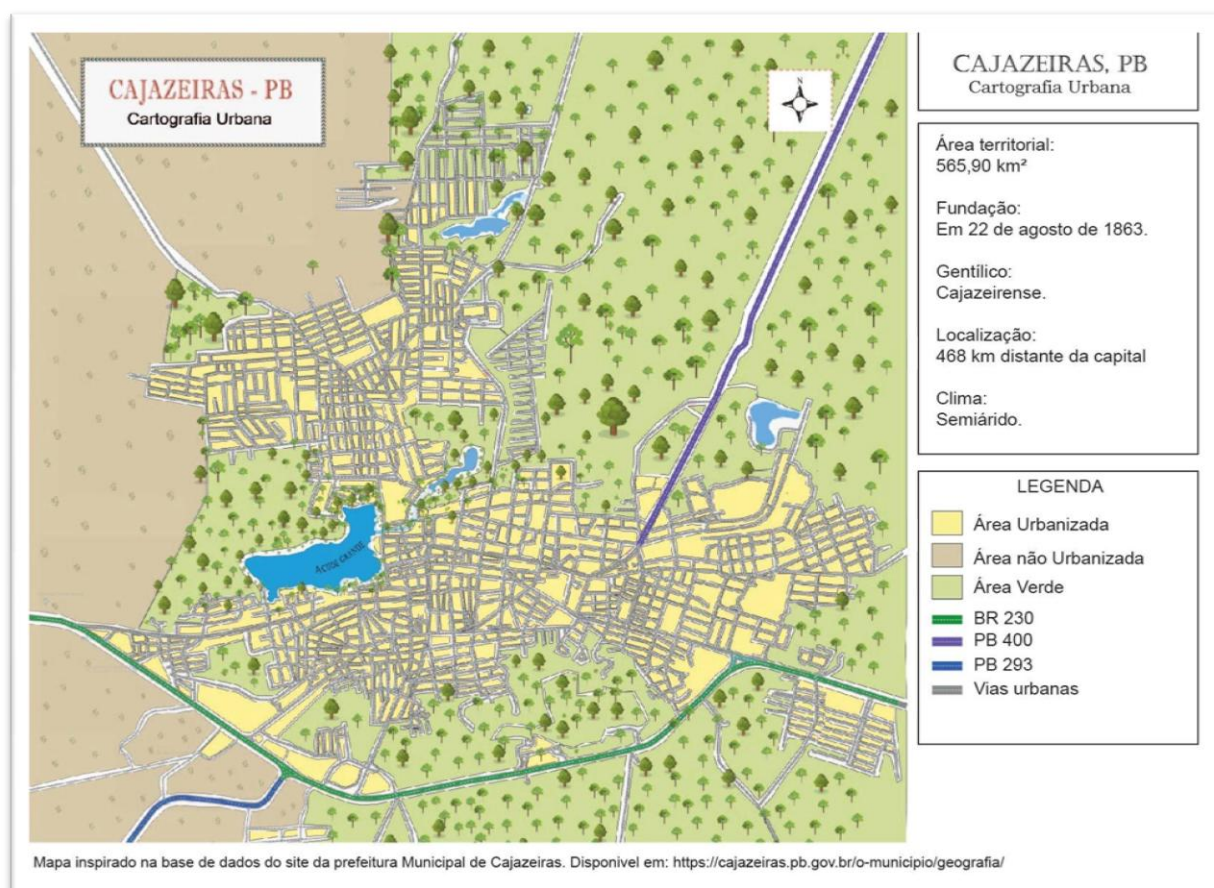 CAJAZEIRAS - PB
Cartografia Urbana
N
AÇUDE GRANDE
CAJAZEIRAS, PB
Cartografia Urbana
Área territorial:
565,90 km²
Fundação:
Em 22 de agosto de 1863.
Gentílico:
Cajazeirense.
Localização:
468 km distante da capital
Clima:
Semiárido.
LEGENDA
Área Urbanizada
Área não Urbanizada
Área Verde
BR 230
PB 400
PB 293
Vias urbanas
Mapa inspirado na base de dados do site da prefeitura Municipal de Cajazeiras. Disponivel em: https://cajazeiras.pb.gov.br/o-municipio/geografia/